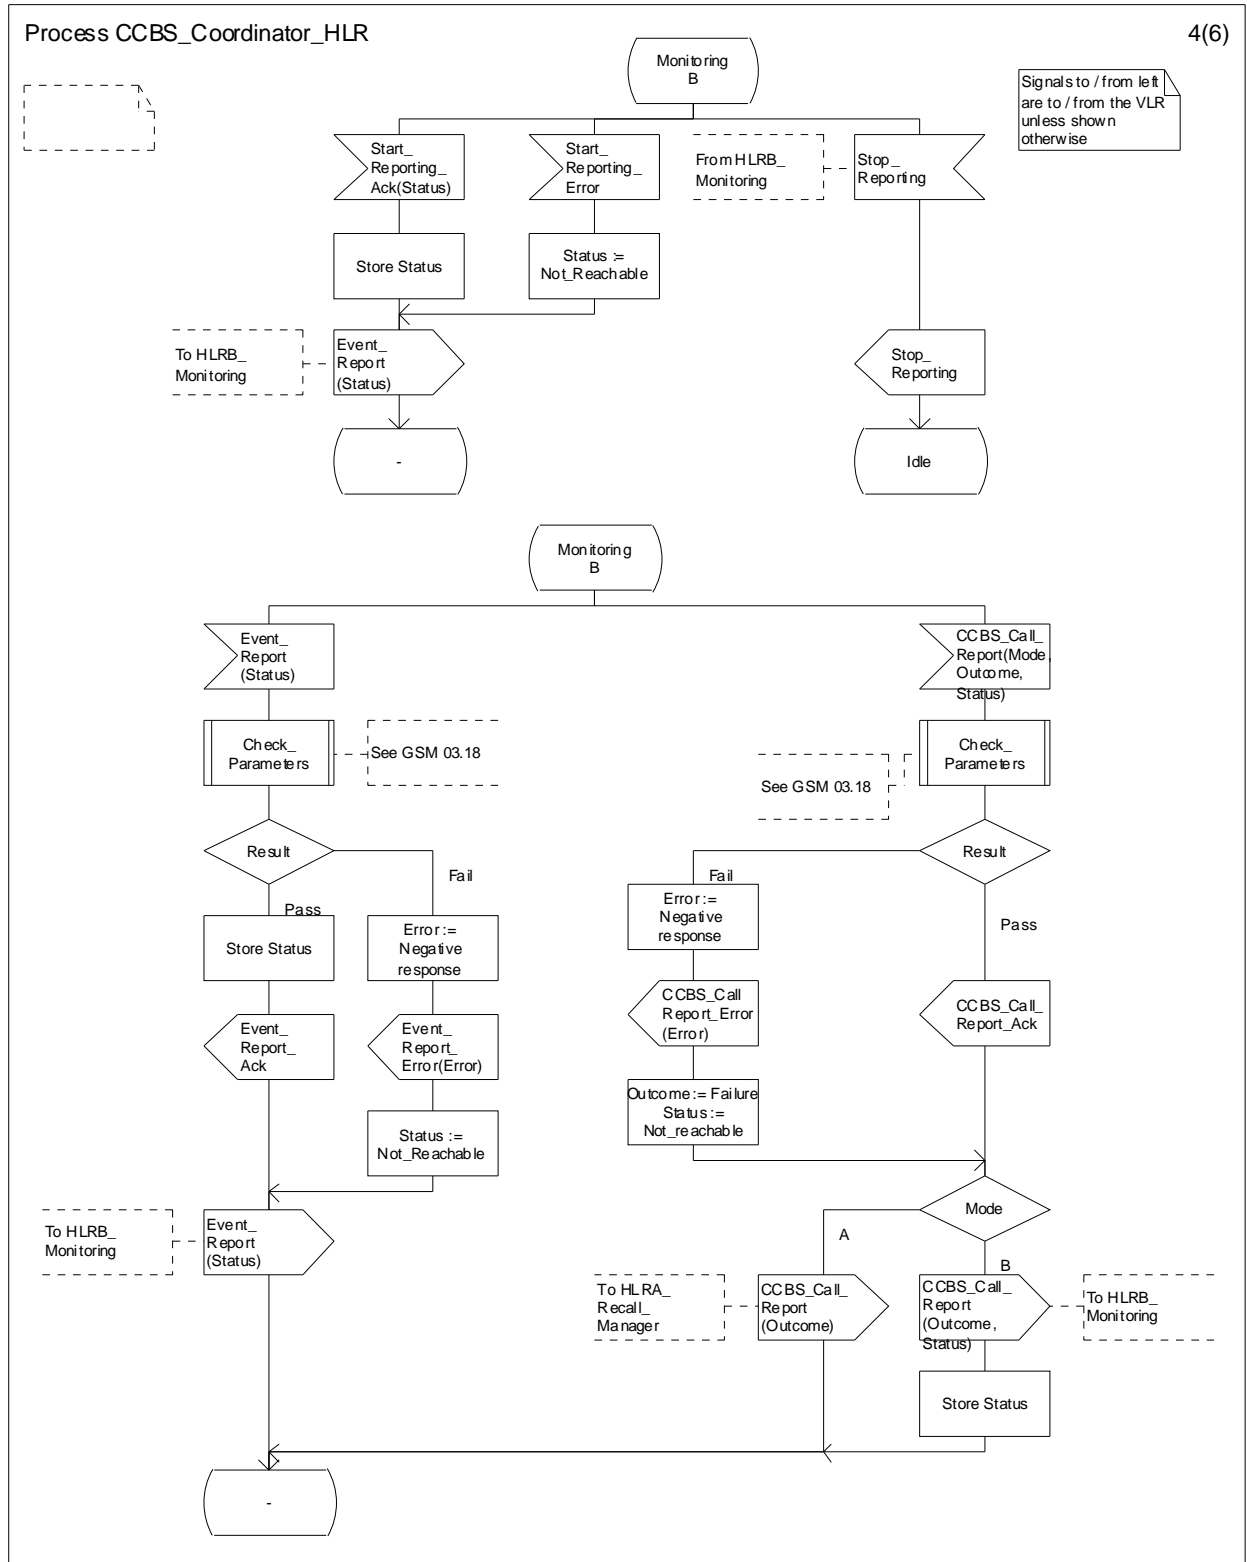 Process CCBS_Coordinator_HLR
4(6)
Monitoring
B
Signals to / from left
are to / from the VLR
unless shown
otherwise
Start_
Reporting_
Ack(Status)
Start_
Reporting_
Error
From HLRB_
Monitoring
Stop_
Reporting
Store Status
Status :=
Not_Reachable
To HLRB_
Monitoring
Event_
Report
(Status)
Stop_
Reporting
-
Idle
Monitoring
B
Event_
Report
(Status)
CCBS_Call_
Report(Mode,
Outcome,
Status)
Check_
Parameters
See GSM 03.18
See GSM 03.18
Check_
Parameters
Result
Fail
Pass
Result
Fail
Pass
Store Status
Error :=
Negative
response
Error :=
Negative
response
Event_
Report_
Ack
Event_
Report_
Error(Error)
CCBS_Call
Report_Error
(Error)
CCBS_Call_
Report_Ack
Status :=
Not_Reachable
Outcome := Failure
Status :=
Not_reachable
To HLRB_
Monitoring
Event_
Report
(Status)
Mode
A
B
To HLRA_
Recall_
Manager
CCBS_Call_
Report
(Outcome)
CCBS_Call_
Report
(Outcome,
Status)
To HLRB_
Monitoring
Store Status
-